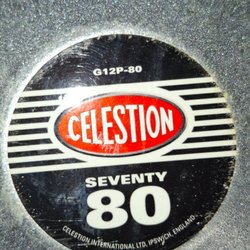 G12P-80
CELESTION
SEVENTY
80
CELESTION INTERNATIONAL LTD, IPSWICH, ENGLAND.